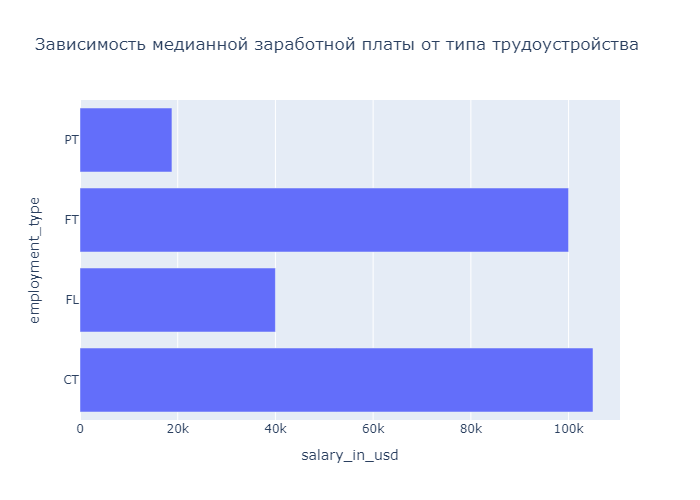 Зависимость медианной заработной платы от типа трудоустройства
employment_type
PT
FT
FL
CT
0 20k 40k 60k 80k 100k
salary_in_usd